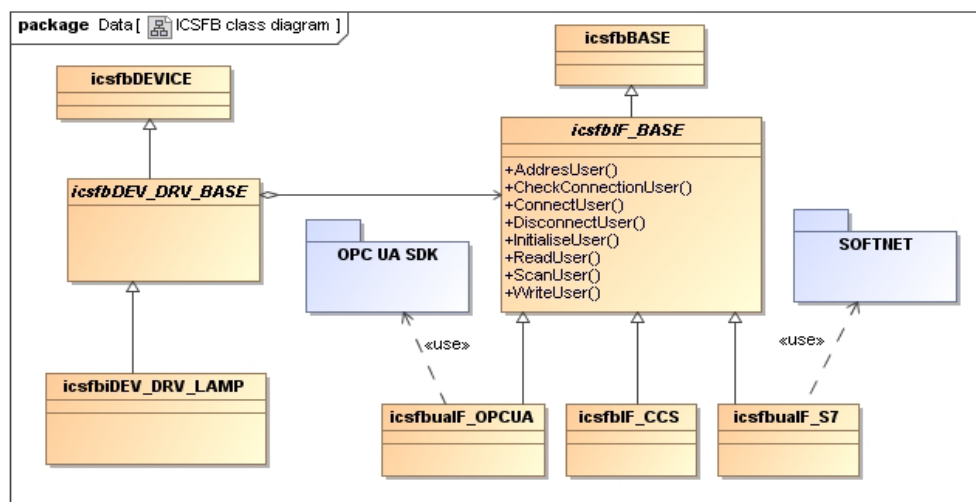 package Data [ ICSFB class diagram ]
icsfbBASE
icsfbDEVICE
icsfbIF_BASE
+AddresUser()
+CheckConnectionUser()
+ConnectUser()
+DisconnectUser()
+InitialiseUser()
+ReadUser()
+ScanUser()
+WriteUser()
icsfbDEV_DRV_BASE
OPC UA SDK
SOFTNET
«use»
«use»
icsfbiDEV_DRV_LAMP
icsfbuaIF_OPCUA
icsfbIF_CCS
icsfbuaIF_S7